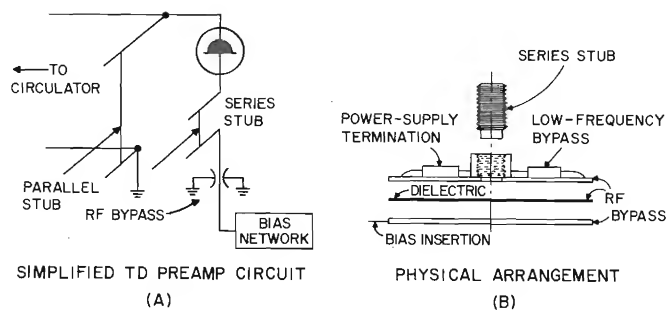 TO
CIRCULATOR
SERIES
STUB
PARALLEL
STUB
RF BYPASS
BIAS
NETWORK
SIMPLIFIED TD PREAMP CIRCUIT
(A)
SERIES STUB
POWER-SUPPLY
TERMINATION
LOW-FREQUENCY
BYPASS
DIELECTRIC
RF
BYPASS
BIAS INSERTION
PHYSICAL ARRANGEMENT
(B)